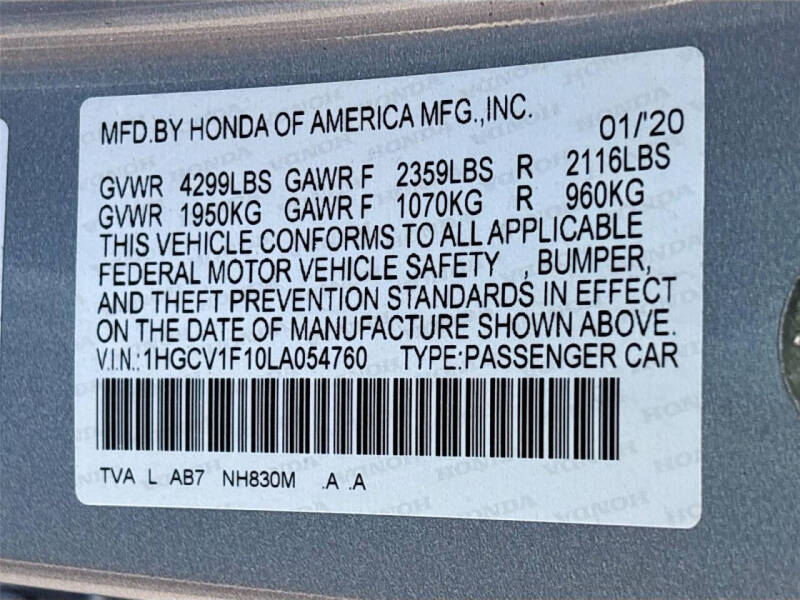 MFD.BY HONDA OF AMERICA MFG.,INC. 01/'20
GVWR 4299LBS GAWR F 2359LBS R 2116LBS
GVWR 1950KG GAWR F 1070KG R 960KG
THIS VEHICLE CONFORMS TO ALL APPLICABLE
FEDERAL MOTOR VEHICLE SAFETY , BUMPER,
AND THEFT PREVENTION STANDARDS IN EFFECT
ON THE DATE OF MANUFACTURE SHOWN ABOVE.
V.I.N.:1HGCV1F10LA054760 TYPE:PASSENGER CAR
TVA L AB7 NH830M .A .A